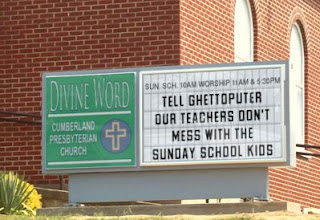 DIVINE WORD
CUMBERLAND
PRESBYTERIAN
CHURCH
SUN. SCH. 10AM WORSHIP 11AM & 5:30PM
TELL GHETTOPUTER
OUR TEACHERS DON'T
MESS WITH THE
SUNDAY SCHOOL KIDS